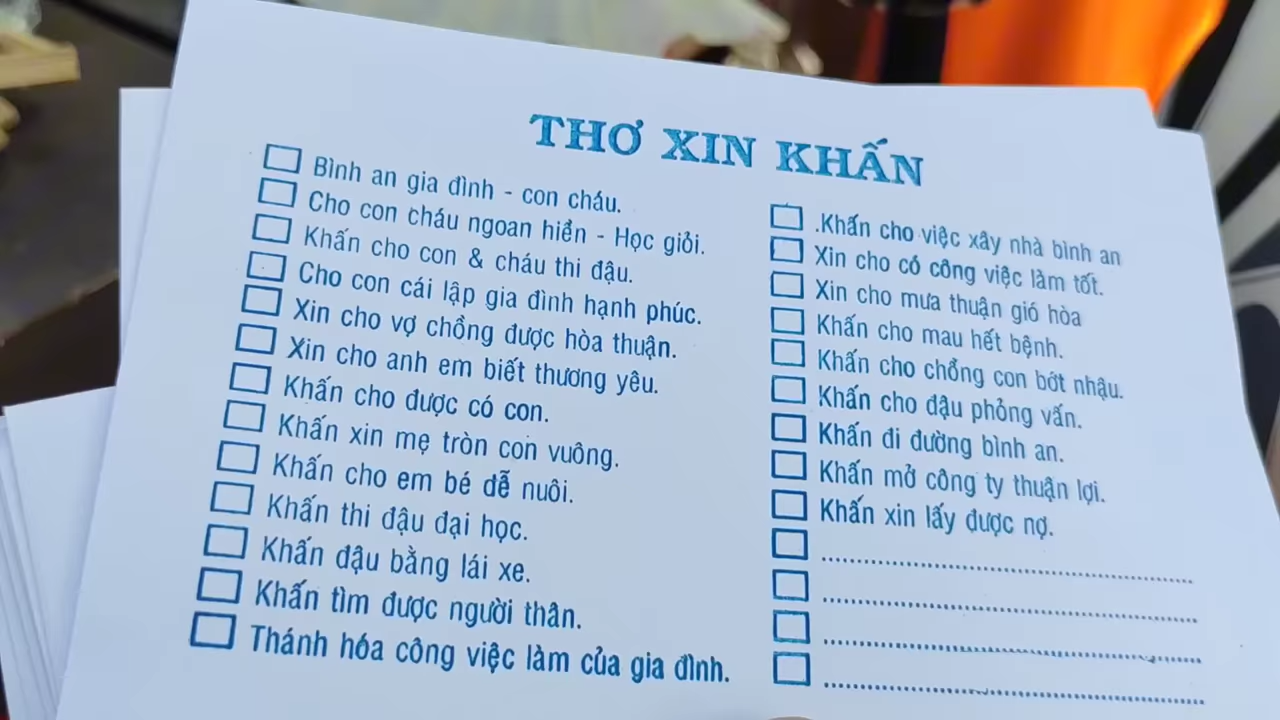 THƠ XIN KHẤN
Bình an gia đình - con cháu.
Cho con cháu ngoan hiền - Học giỏi.
Khấn cho con & cháu thi đậu.
Cho con cái lập gia đình hạnh phúc.
Xin cho vợ chồng được hòa thuận.
Xin cho anh em biết thương yêu.
Khấn cho được có con.
Khấn xin mẹ tròn con vuông.
Khấn cho em bé dễ nuôi.
Khấn thi đậu đại học.
Khấn đậu bằng lái xe.
Khấn tìm được người thân.
Thánh hóa công việc làm của gia đình.
.Khấn cho việc xây nhà bình an
Xin cho có công việc làm tốt.
Xin cho mưa thuận gió hòa
Khấn cho mau hết bệnh.
Khấn cho chồng con bớt nhậu.
Khấn cho đậu phỏng vấn.
Khấn đi đường bình an.
Khấn mở công ty thuận lợi.
Khấn xin lấy được nợ.